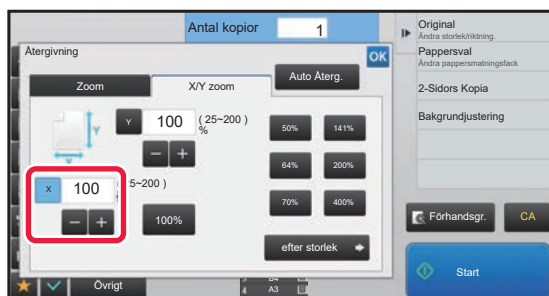 Antal kopior 1
Återgivning
OK
Zoom
X/Y zoom
Auto Återg.
Y
Y 100 ( 25~200 )
%
50% 141%
64% 200%
70% 400%
X
X 100 5~200 )
100%
efter storlek
Övrigt
A3
Original
Ändra storlek/riktning.
Pappersval
Ändra pappersmatningsfack
2-Sidors Kopia
Bakgrundjustering
Förhandsgr.
CA
Start